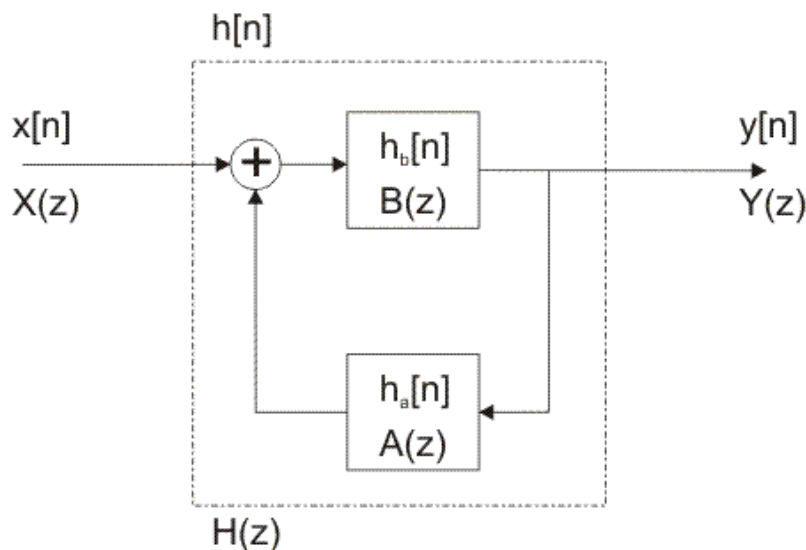 h[n]
x[n]
X(z)
+
h_b[n]
B(z)
y[n]
Y(z)
h_a[n]
A(z)
H(z)